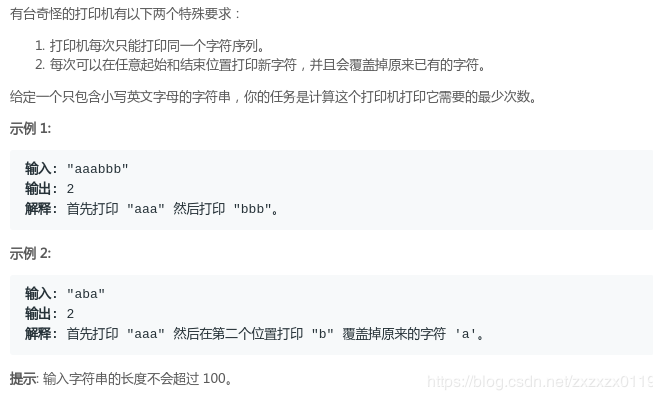 有台奇怪的打印机有以下两个特殊要求：
1. 打印机每次只能打印同一个字符序列。
2. 每次可以在任意起始和结束位置打印新字符，并且会覆盖掉原来已有的字符。
给定一个只包含小写英文字母的字符串，你的任务是计算这个打印机打印它需要的最少次数。
示例 1:
输入: "aaabbb"
输出: 2
解释: 首先打印 "aaa" 然后打印 "bbb"。
示例 2:
输入: "aba"
输出: 2
解释: 首先打印 "aaa" 然后在第二个位置打印 "b" 覆盖掉原来的字符 'a'。
提示: 输入字符串的长度不会超过 100。
https://blog.csdn.net/zxzxzx0119